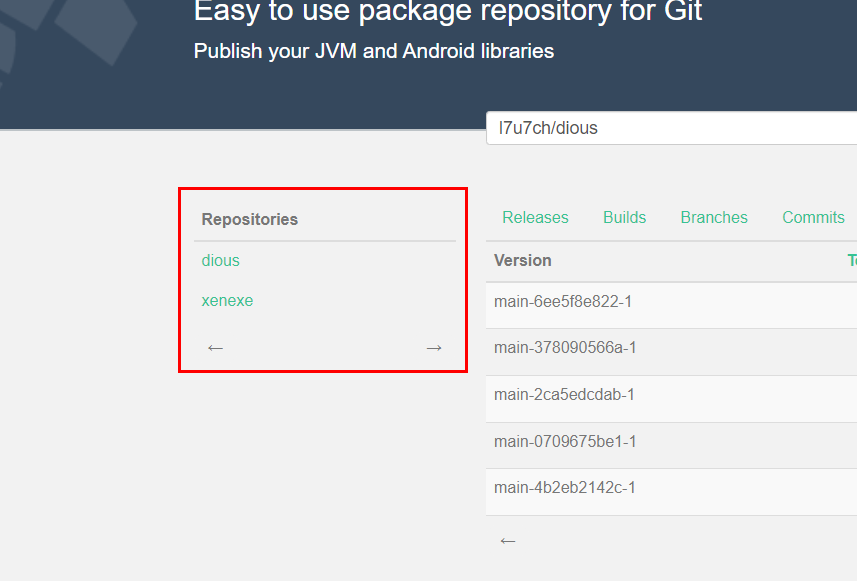 Easy to use package repository for Git
Publish your JVM and Android libraries
l7u7ch/dious
Repositories
dious
xenexe
← →
Releases Builds Branches Commits
Version
main-6ee5f8e822-1
main-378090566a-1
main-2ca5edcdab-1
main-0709675be1-1
main-4b2eb2142c-1
←